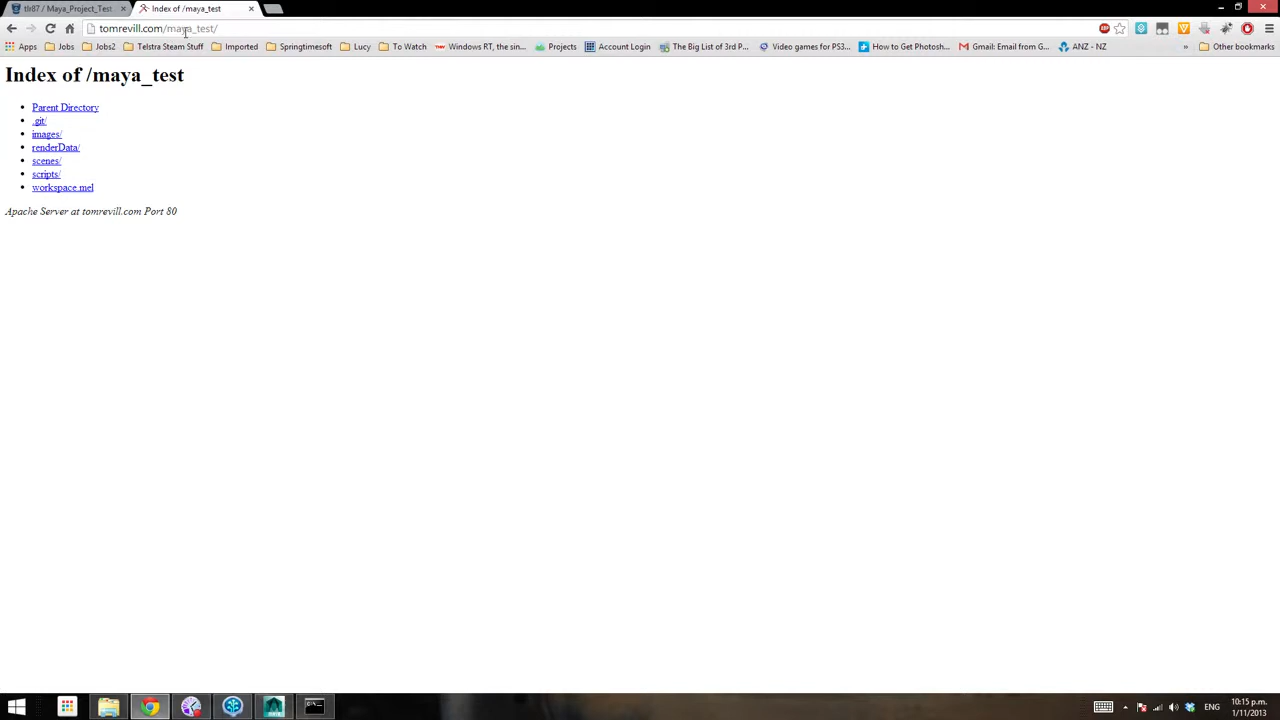 tlr87 / Maya_Project_Test
Index of /maya_test
tomrevill.com/maya_test/
Apps Jobs Jobs2 Telstra Steam Stuff Imported Springtimesoft Lucy To Watch Windows RT, the sin... Projects Account Login The Big List of 3rd P... Video games for PS3... How to Get Photosh... Gmail: Email from G... ANZ - NZ » Other bookmarks
Index of /maya_test
Parent Directory
.git/
images/
renderData/
scenes/
scripts/
workspace.mel
Apache Server at tomrevill.com Port 80
ENG
10:15 p.m.
1/11/2013